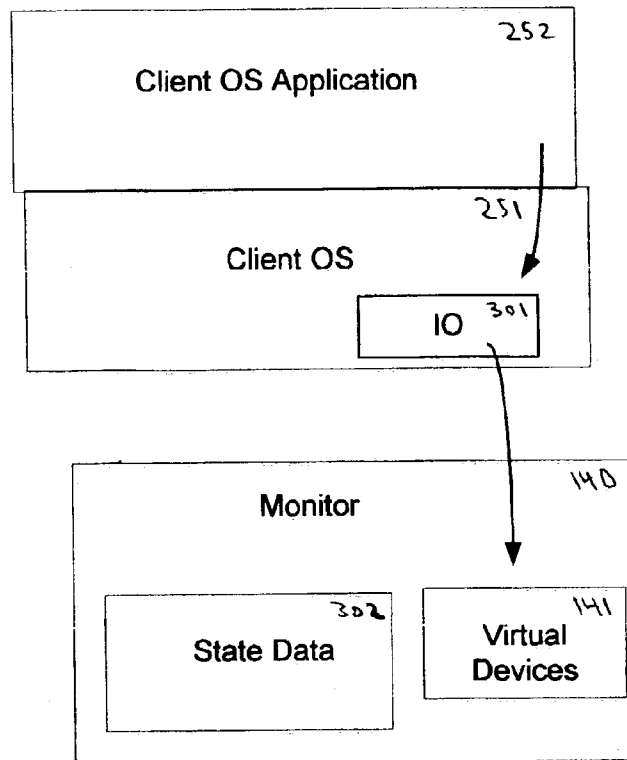 252
Client OS Application
251
Client OS
IO 301
140
Monitor
302
State Data
141
Virtual
Devices